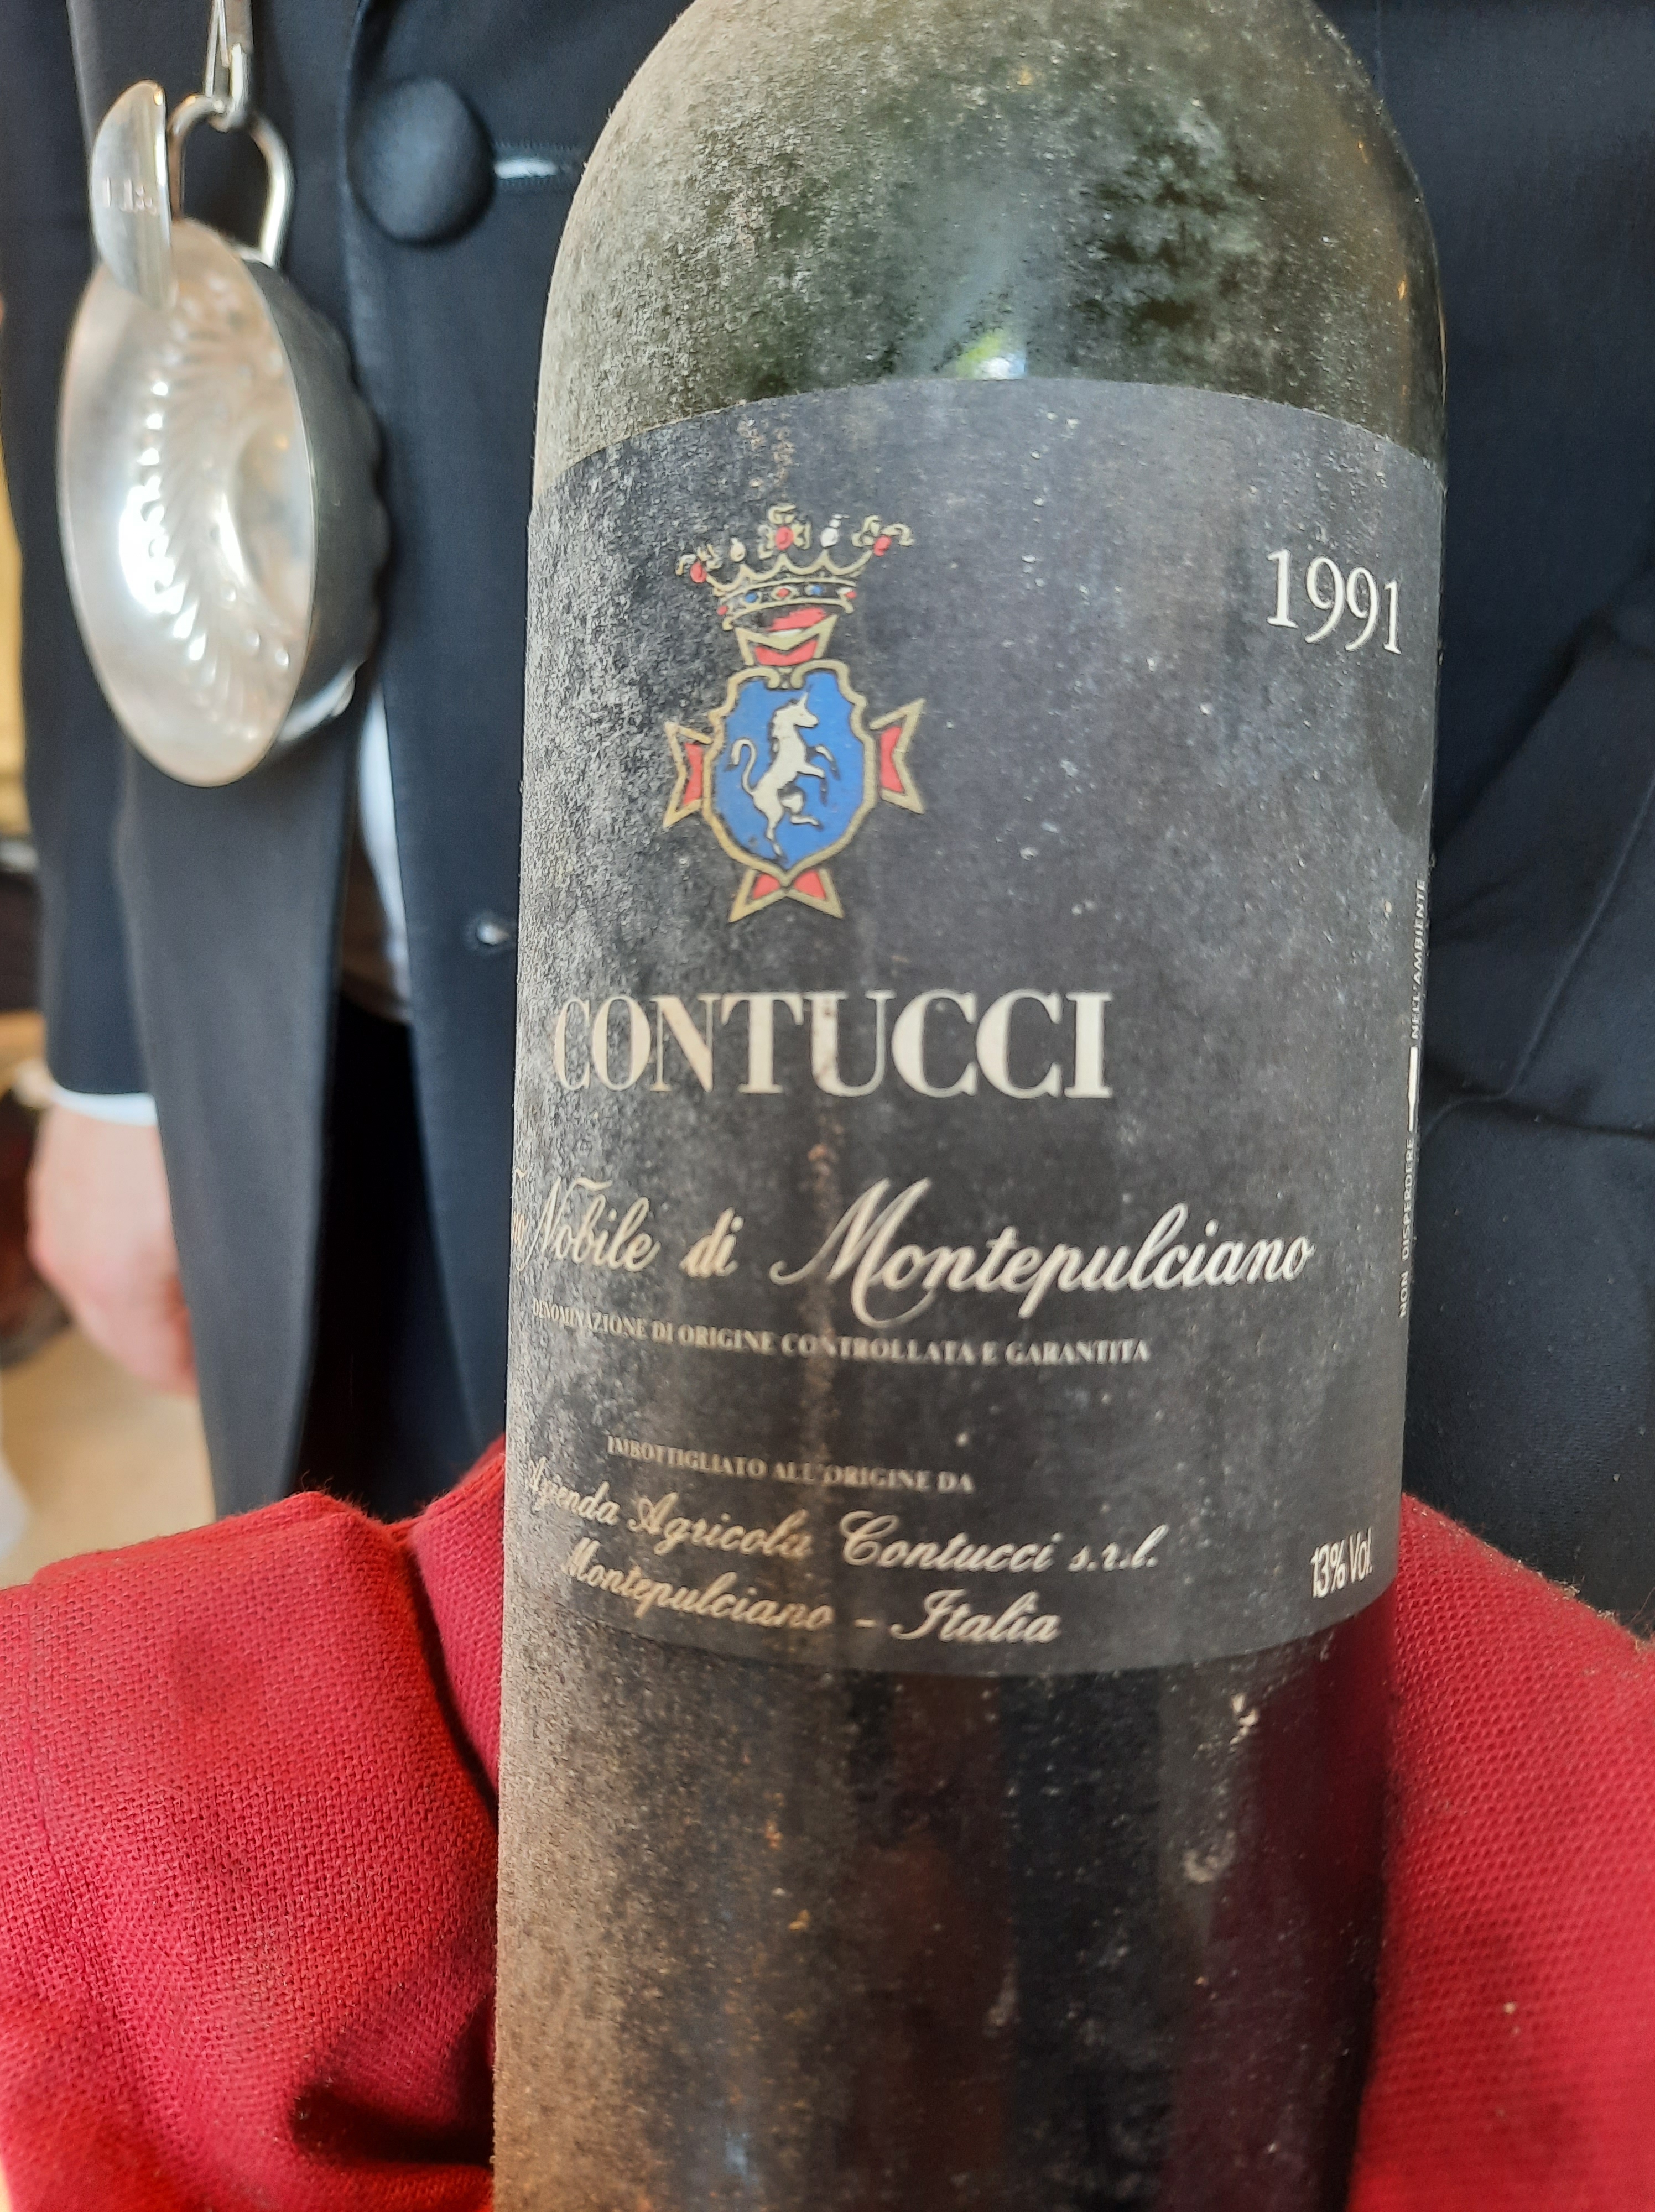 1991
CONTUCCI
Nobile di Montepulciano
DENOMINAZIONE DI ORIGINE CONTROLLATA E GARANTITA
IMBOTTIGLIATO ALL'ORIGINE DA
Azienda Agricola Contucci s.r.l.
Montepulciano - Italia
13% Vol.
NON DISPERDERE NELL'AMBIENTE